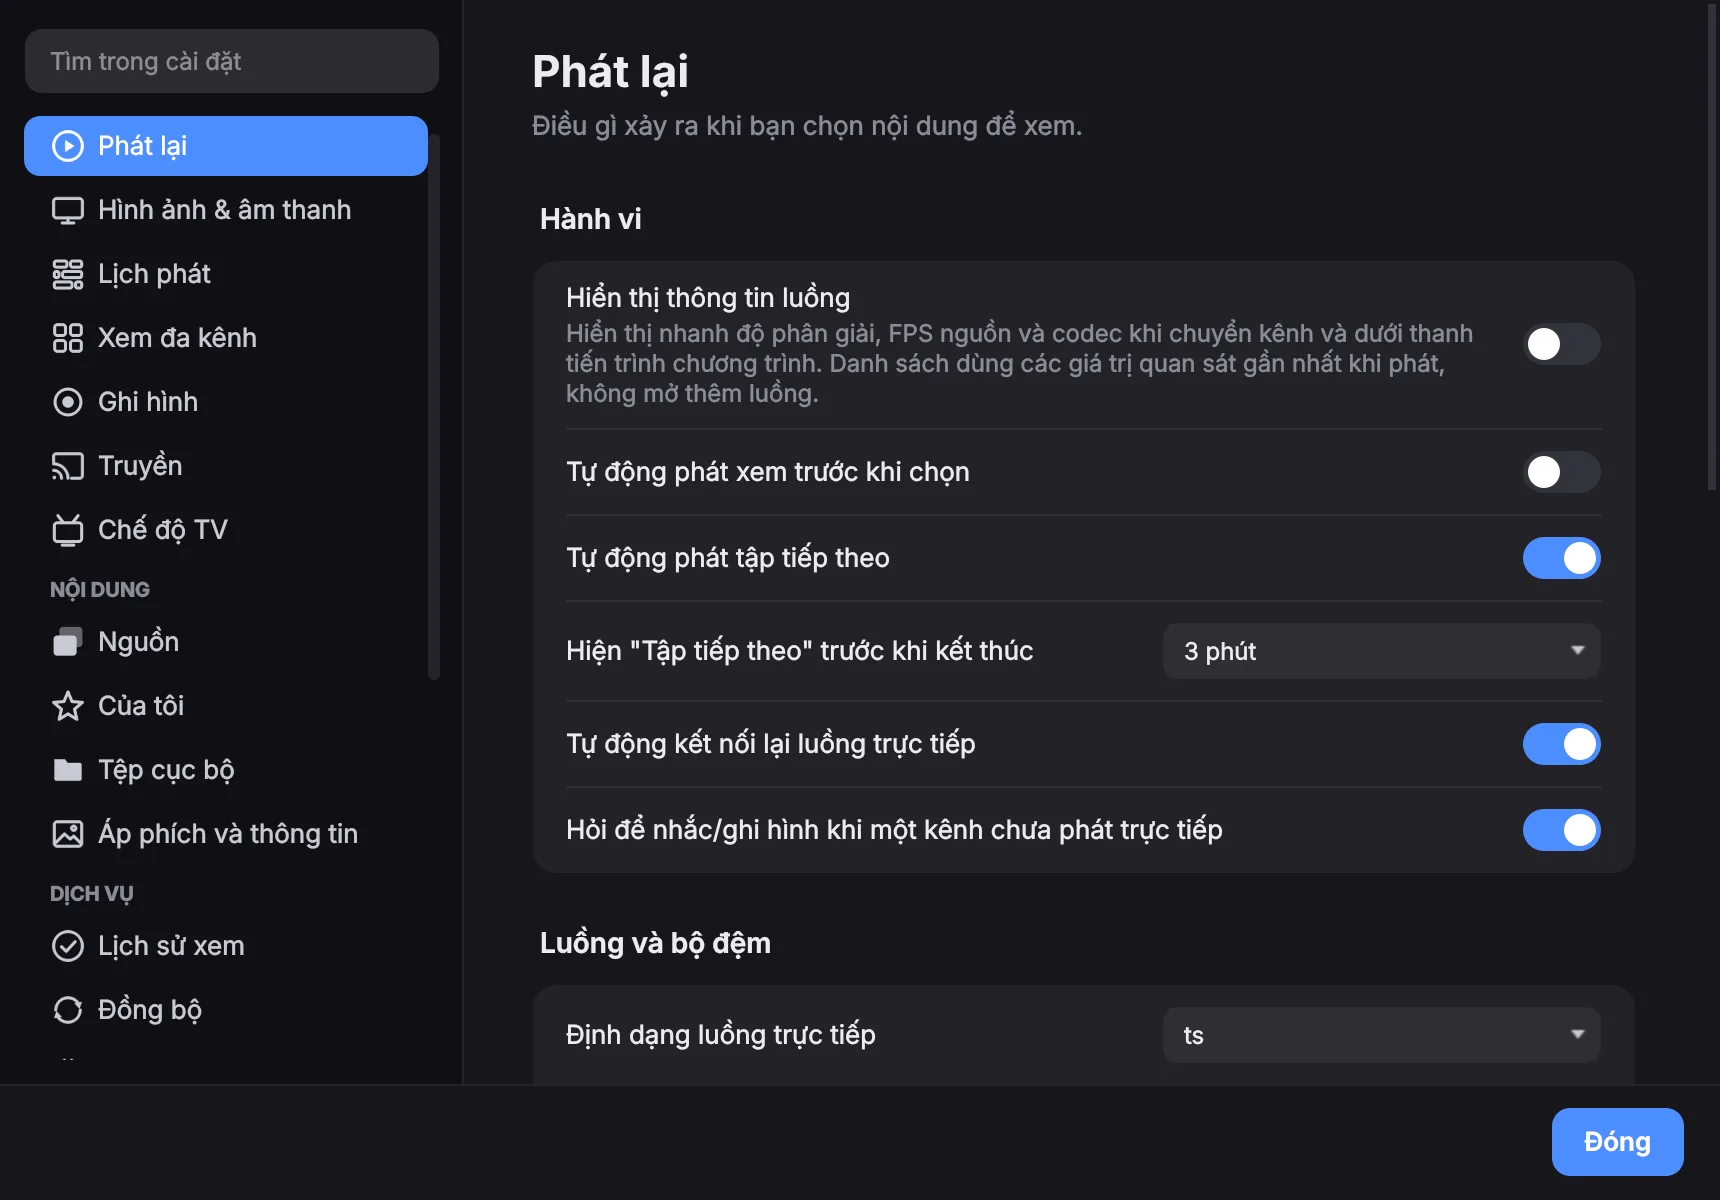 Tìm trong cài đặt
Phát lại
Hình ảnh & âm thanh
Lịch phát
Xem đa kênh
Ghi hình
Truyền
Chế độ TV
NỘI DUNG
Nguồn
Của tôi
Tệp cục bộ
Áp phích và thông tin
DỊCH VỤ
Lịch sử xem
Đồng bộ
Phát lại
Điều gì xảy ra khi bạn chọn nội dung để xem.
Hành vi
Hiển thị thông tin luồng
Hiển thị nhanh độ phân giải, FPS nguồn và codec khi chuyển kênh và dưới thanh
tiến trình chương trình. Danh sách dùng các giá trị quan sát gần nhất khi phát,
không mở thêm luồng.
Tự động phát xem trước khi chọn
Tự động phát tập tiếp theo
Hiện "Tập tiếp theo" trước khi kết thúc
3 phút
Tự động kết nối lại luồng trực tiếp
Hỏi để nhắc/ghi hình khi một kênh chưa phát trực tiếp
Luồng và bộ đệm
Định dạng luồng trực tiếp
ts
Đóng